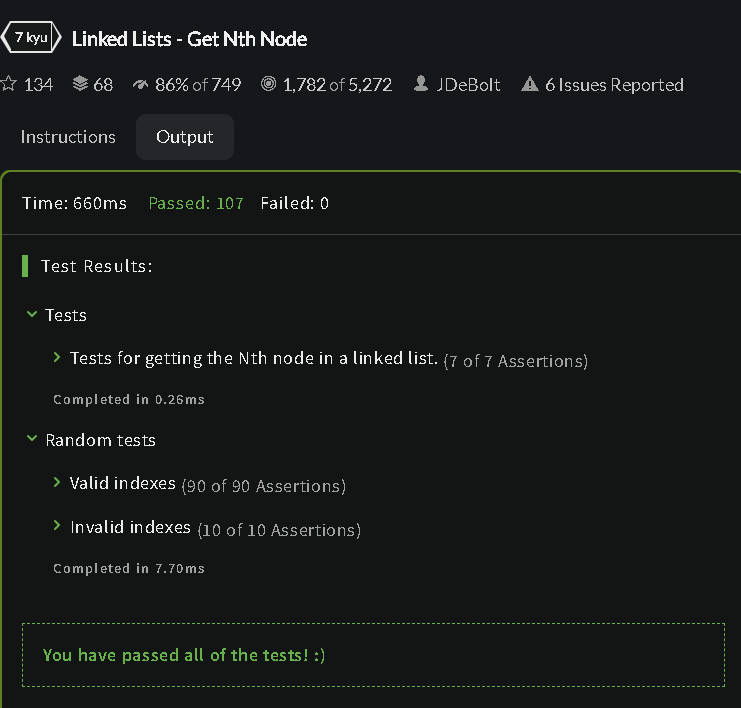 7 kyu Linked Lists - Get Nth Node
134 68 86% of 749 1,782 of 5,272 JDeBolt 6 Issues Reported
Instructions Output
Time: 660ms Passed: 107 Failed: 0
Test Results:
Tests
Tests for getting the Nth node in a linked list. (7 of 7 Assertions)
Completed in 0.26ms
Random tests
Valid indexes (90 of 90 Assertions)
Invalid indexes (10 of 10 Assertions)
Completed in 7.70ms
You have passed all of the tests! :)